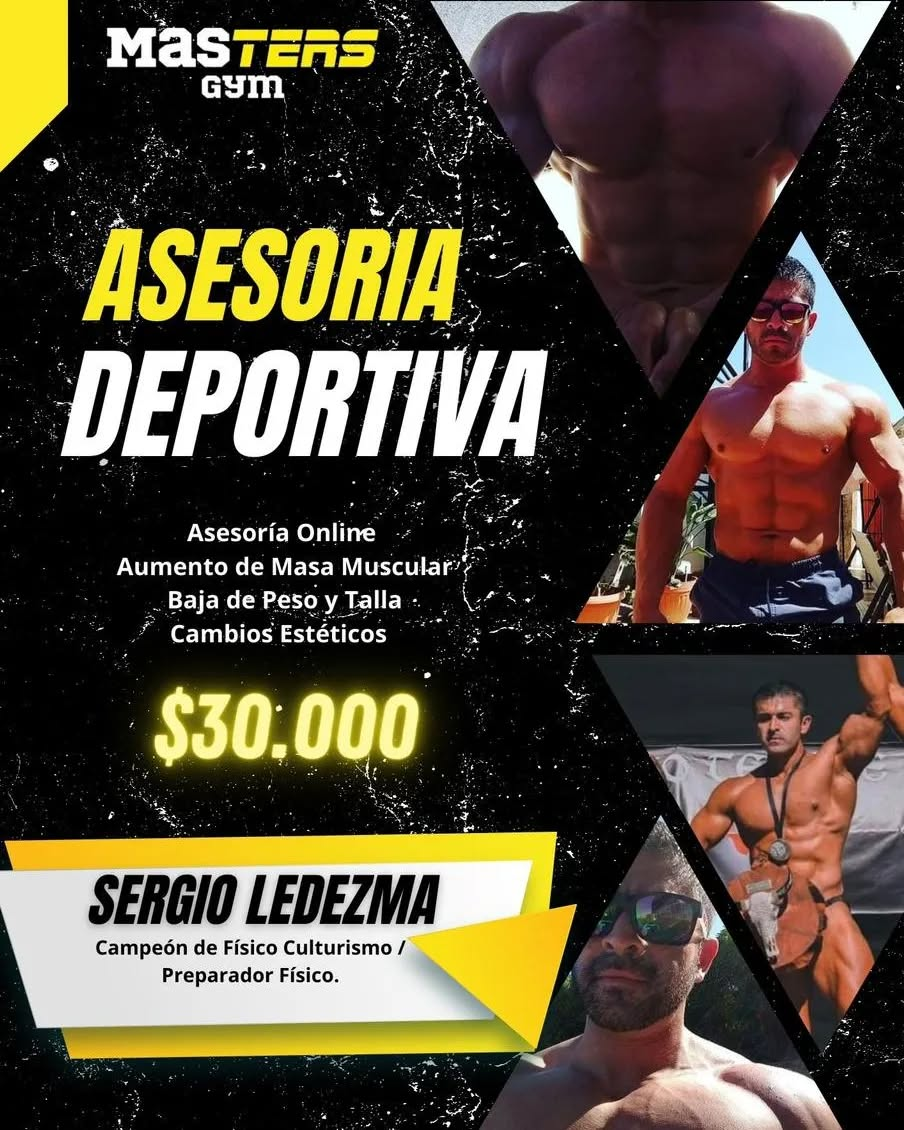 MasTERS
GYM
ASESORIA
DEPORTIVA
Asesoría Online
Aumento de Masa Muscular
Baja de Peso y Talla
Cambios Estéticos
$30.000
SERGIO LEDEZMA
Campeón de Físico Culturismo /
Preparador Físico.